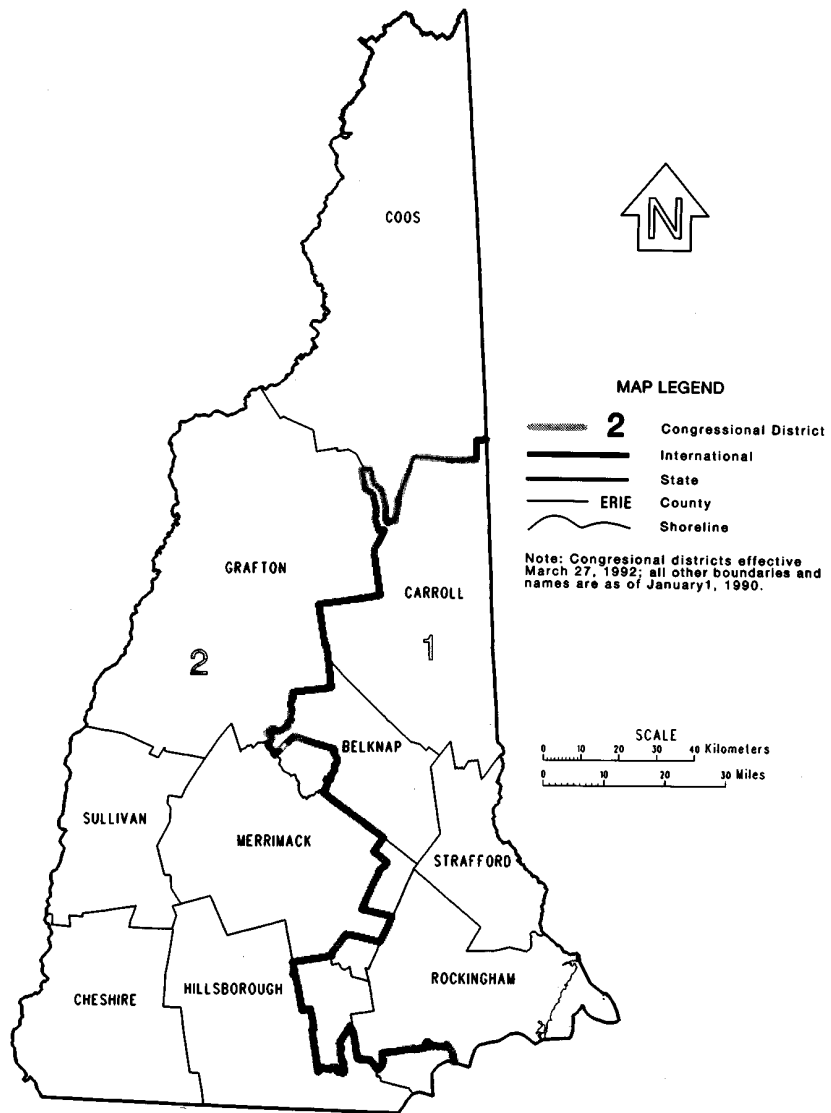 COOS
N
MAP LEGEND
2 Congressional District
International
State
ERIE County
Shoreline
Note: Congresional districts effective
March 27, 1992; all other boundaries and
names are as of January1, 1990.
GRAFTON
CARROLL
2
1
SCALE
0 10 20 30 40 Kilometers
0 10 20 30 Miles
BELKNAP
SULLIVAN
MERRIMACK
STRAFFORD
CHESHIRE
HILLSBOROUGH
ROCKINGHAM